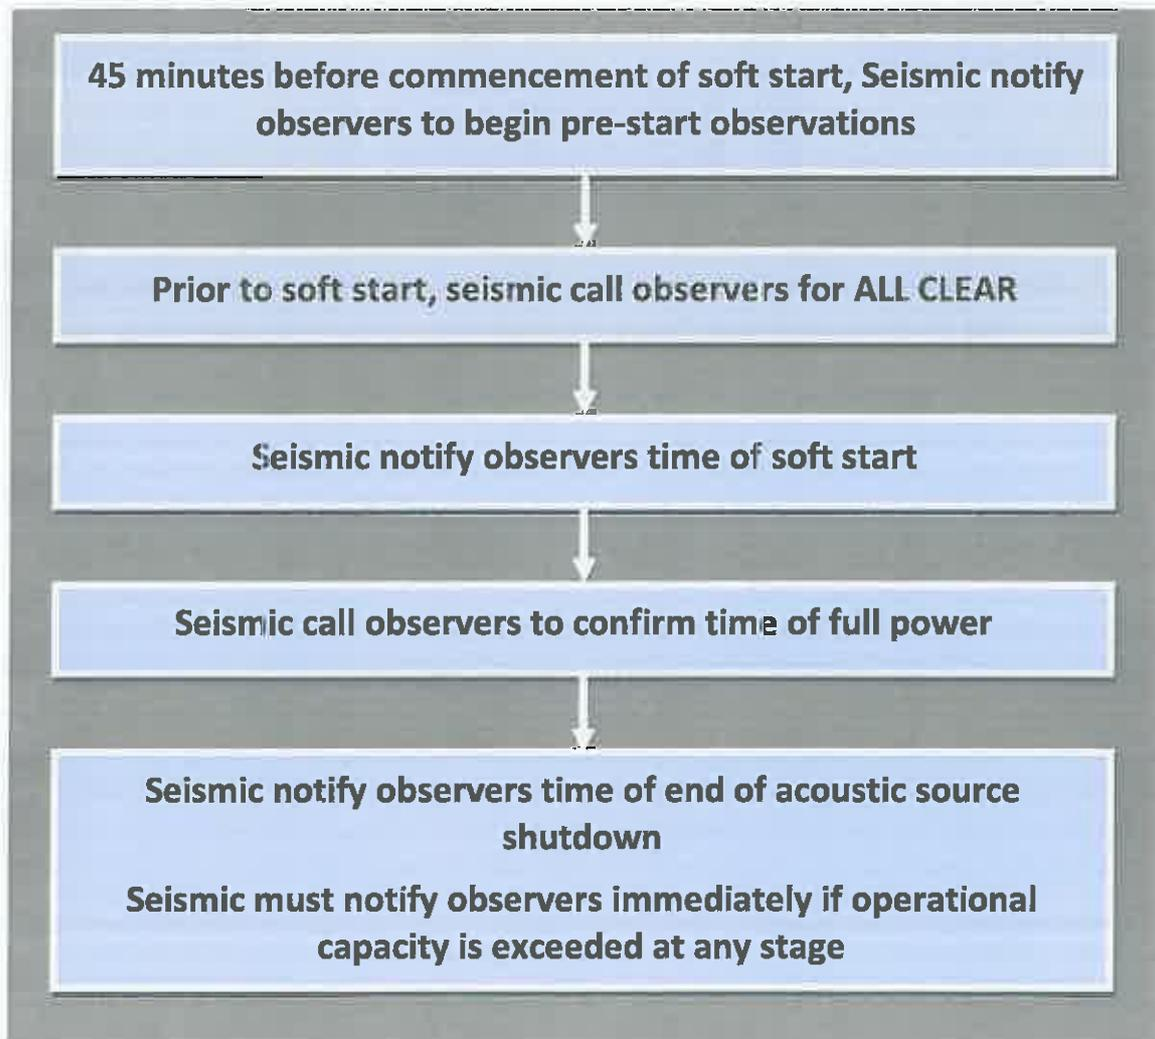 45 minutes before commencement of soft start, Seismic notify
observers to begin pre-start observations
Prior to soft start, seismic call observers for ALL CLEAR
Seismic notify observers time of soft start
Seismic call observers to confirm time of full power
Seismic notify observers time of end of acoustic source
shutdown
Seismic must notify observers immediately if operational
capacity is exceeded at any stage